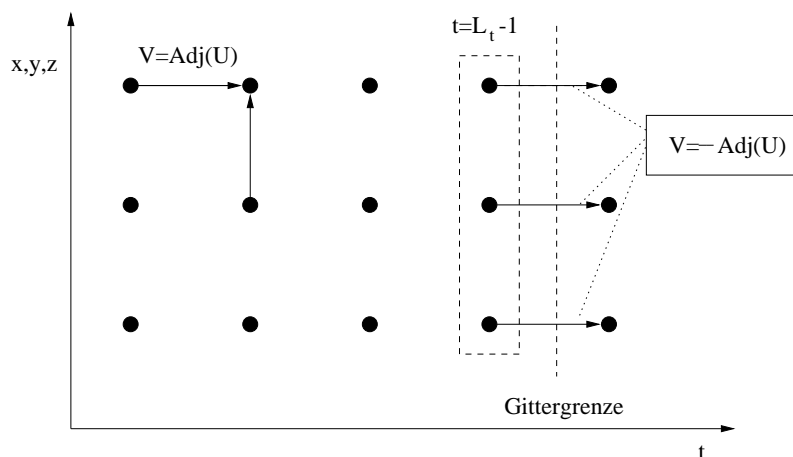 t=L_t -1
V=Adj(U)
x,y,z
V=−Adj(U)
Gittergrenze
t